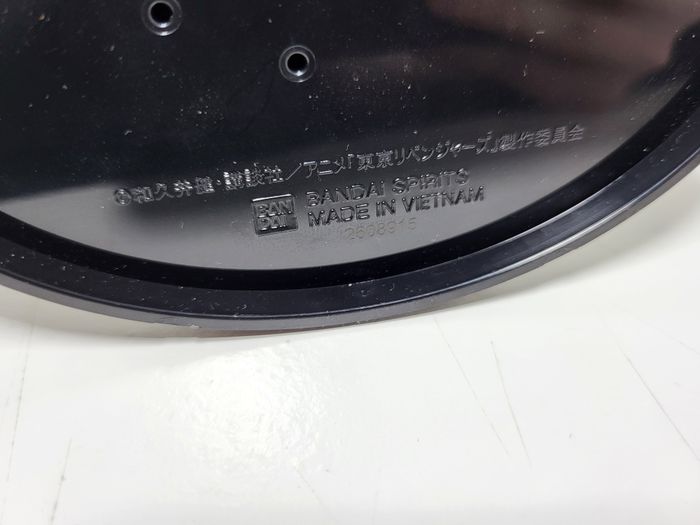 ©和久井健・講談社/アニメ「東京リベンジャーズ」製作委員会
BAN DAI
BANDAI SPIRITS
MADE IN VIETNAM
2608915